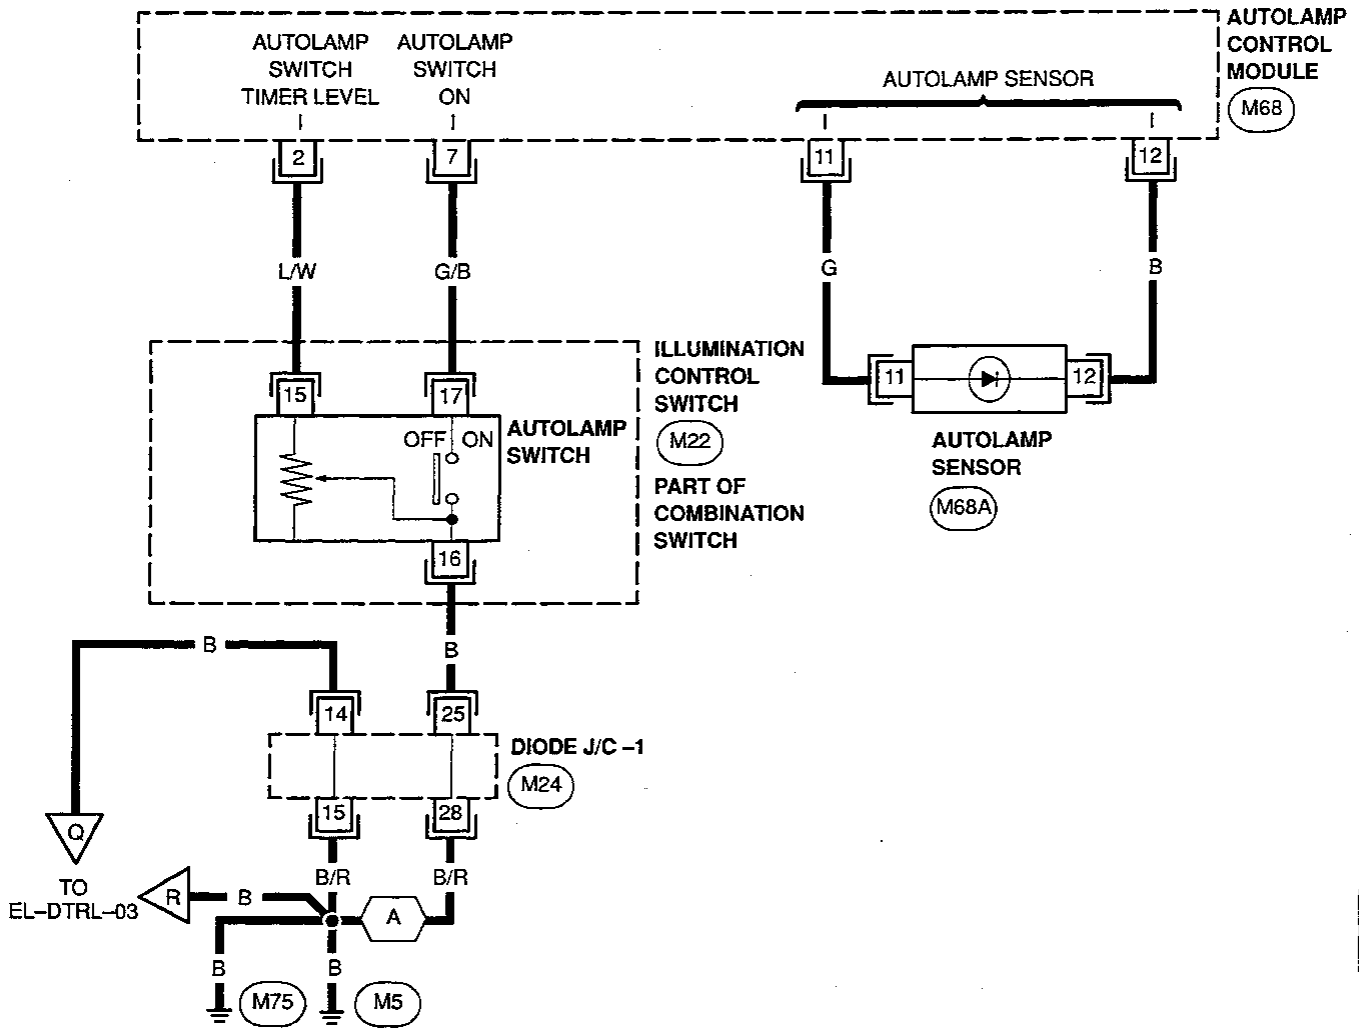 AUTOLAMP
CONTROL
MODULE
M68
AUTOLAMP
SWITCH
TIMER LEVEL
AUTOLAMP
SWITCH
ON
AUTOLAMP SENSOR
2
7
11
12
L/W
G/B
G
B
ILLUMINATION
CONTROL
SWITCH
M22
PART OF
COMBINATION
SWITCH
15
17
OFF
ON
AUTOLAMP
SWITCH
16
11
12
AUTOLAMP
SENSOR
M68A
B
B
14
25
DIODE J/C –1
M24
15
28
Q
TO
EL–DTRL–03
R
B
B/R
B/R
A
B
B
M75
M5